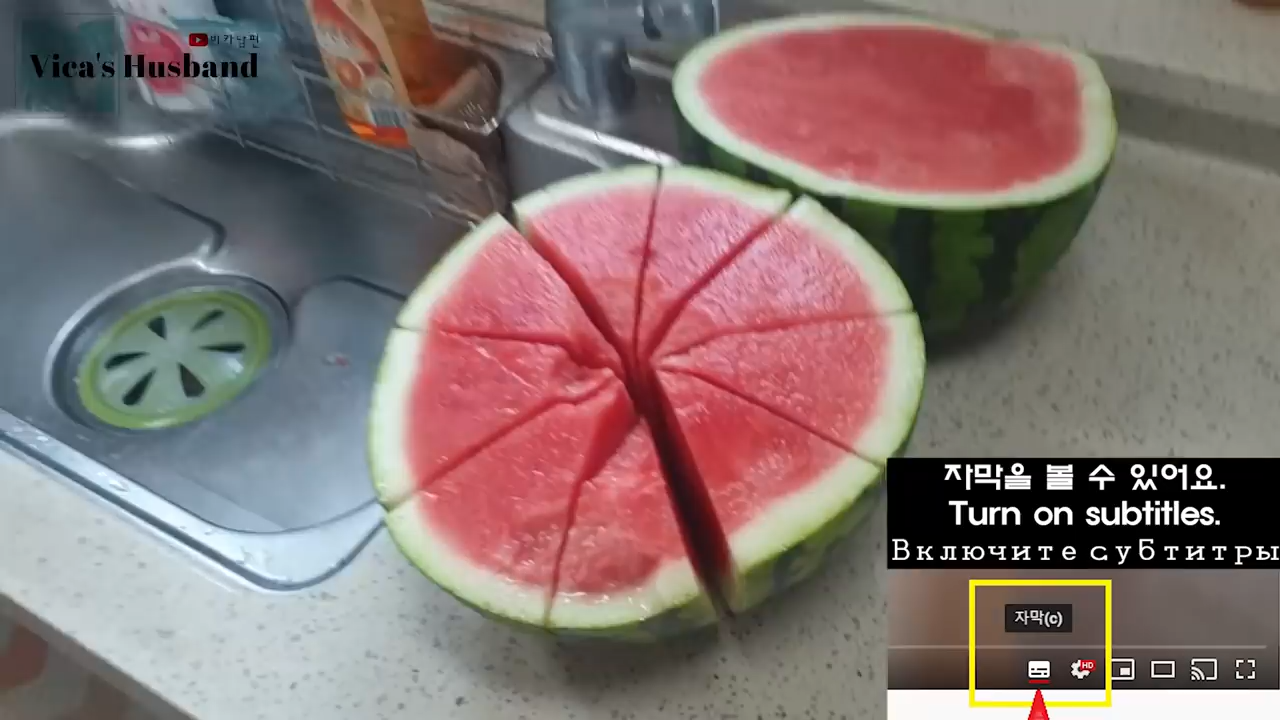 비카남편
Vica's Husband
자막을 볼 수 있어요.
Turn on subtitles.
Включите субтитры
자막(c)
HD